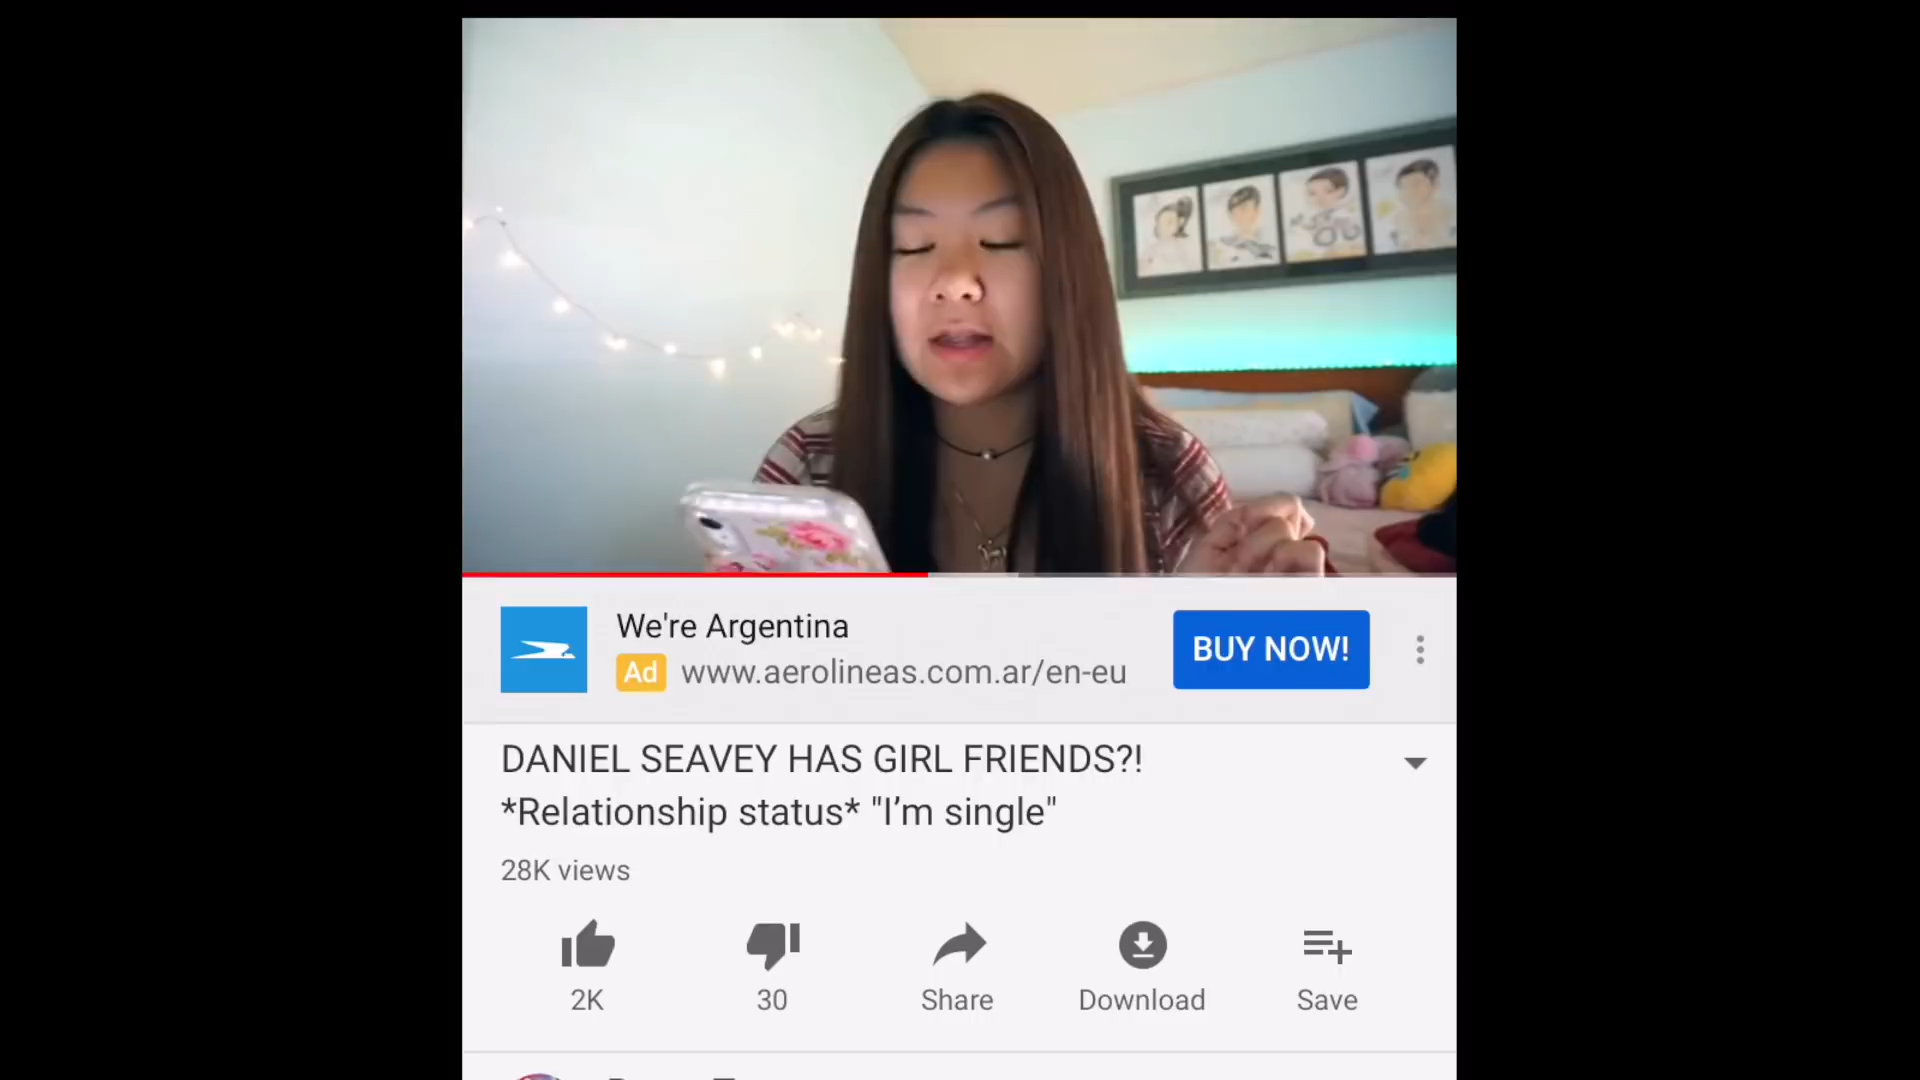 We're Argentina
Ad www.aerolineas.com.ar/en-eu
BUY NOW!
DANIEL SEAVEY HAS GIRL FRIENDS?!
*Relationship status* "I’m single"
28K views
2K
30
Share
Download
Save